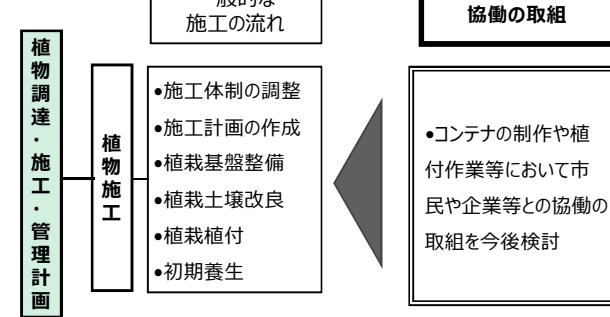 施工の流れ
協働の取組
植物調達・施工・管理計画
植物施工
•施工体制の調整
•施工計画の作成
•植栽基盤整備
•植栽土壌改良
•植栽植付
•初期養生
•コンテナの制作や植
付作業等において市
民や企業等との協働の
取組を今後検討